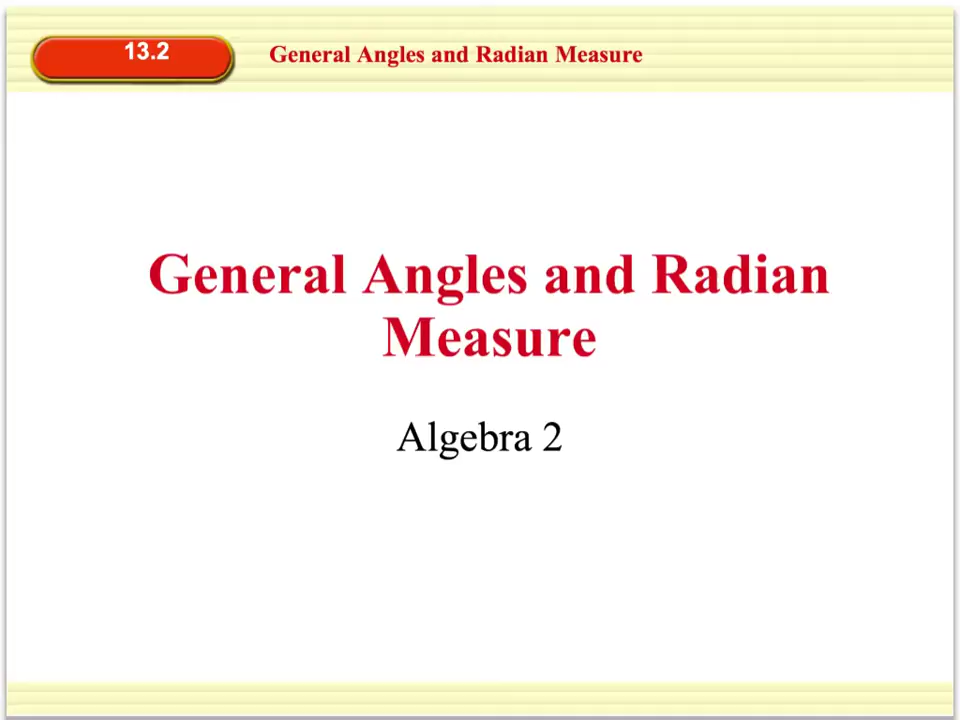 13.2
General Angles and Radian Measure
General Angles and Radian
Measure
Algebra 2